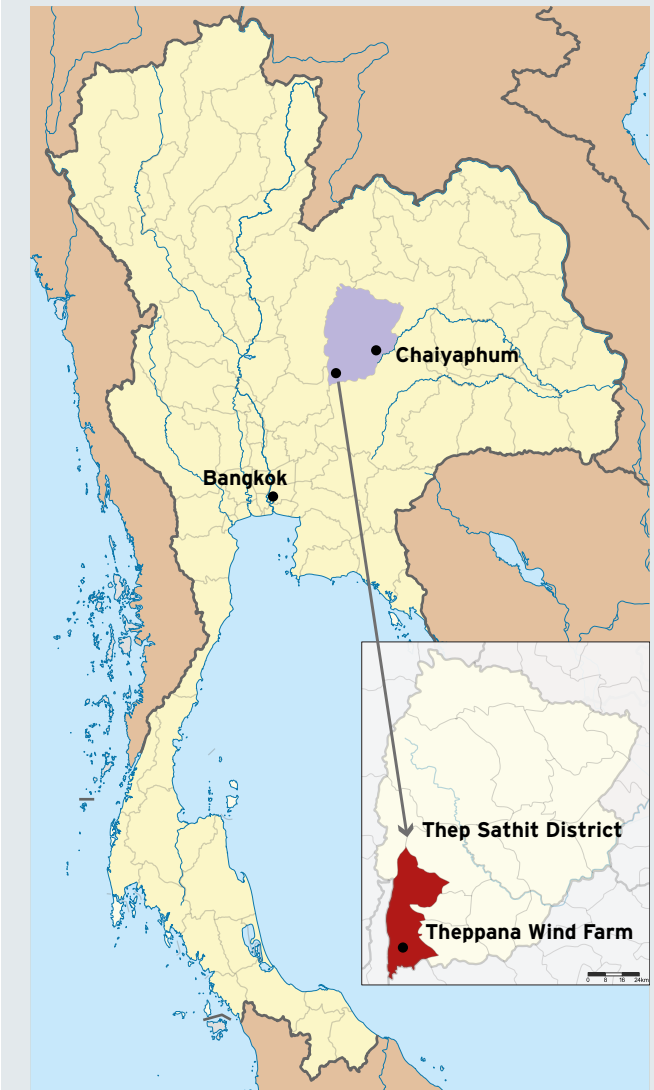 Chaiyaphum
Bangkok
Thep Sathit District
Theppana Wind Farm
0 8 16 24km